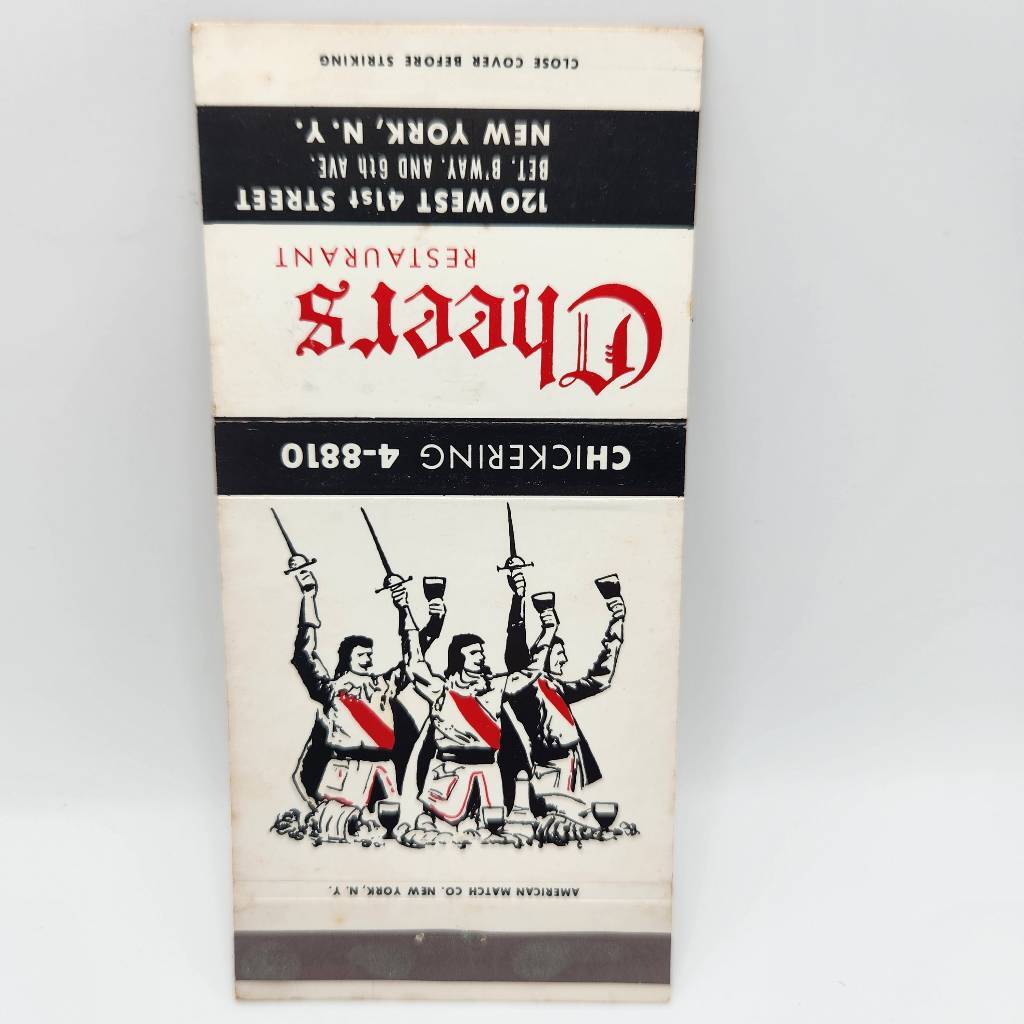 AMERICAN MATCH CO. NEW YORK, N.Y.
CHICKERING 4-8810
Cheers
RESTAURANT
120 WEST 41st STREET
BET. B'WAY. AND 6th AVE.
NEW YORK, N.Y.
CLOSE COVER BEFORE STRIKING